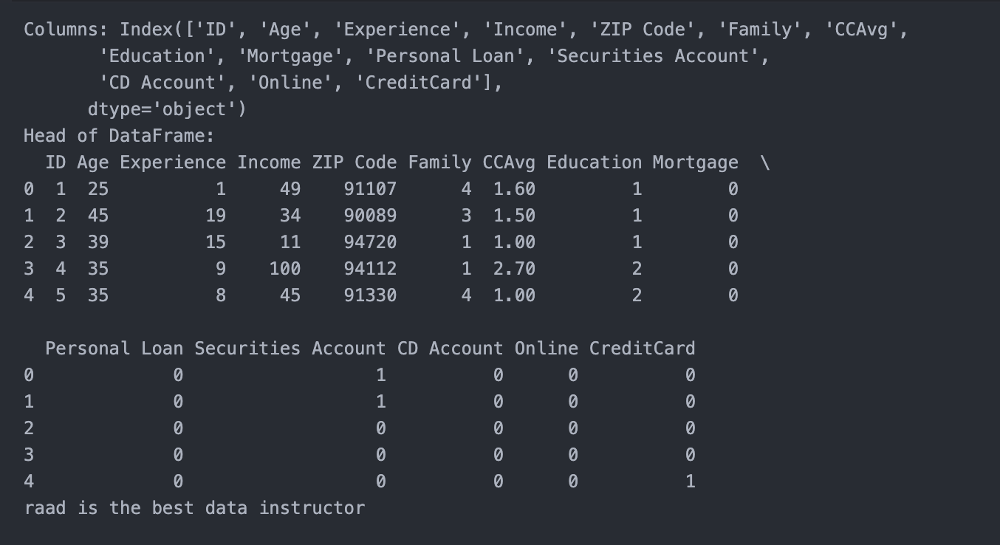 Columns: Index(['ID', 'Age', 'Experience', 'Income', 'ZIP Code', 'Family', 'CCAvg',
       'Education', 'Mortgage', 'Personal Loan', 'Securities Account',
       'CD Account', 'Online', 'CreditCard'],
      dtype='object')
Head of DataFrame:
  ID Age Experience Income ZIP Code Family CCAvg Education Mortgage  \
0  1  25          1     49    91107      4  1.60         1        0
1  2  45         19     34    90089      3  1.50         1        0
2  3  39         15     11    94720      1  1.00         1        0
3  4  35          9    100    94112      1  2.70         2        0
4  5  35          8     45    91330      4  1.00         2        0

  Personal Loan Securities Account CD Account Online CreditCard
0             0                  1          0      0          0
1             0                  1          0      0          0
2             0                  0          0      0          0
3             0                  0          0      0          0
4             0                  0          0      0          1
raad is the best data instructor